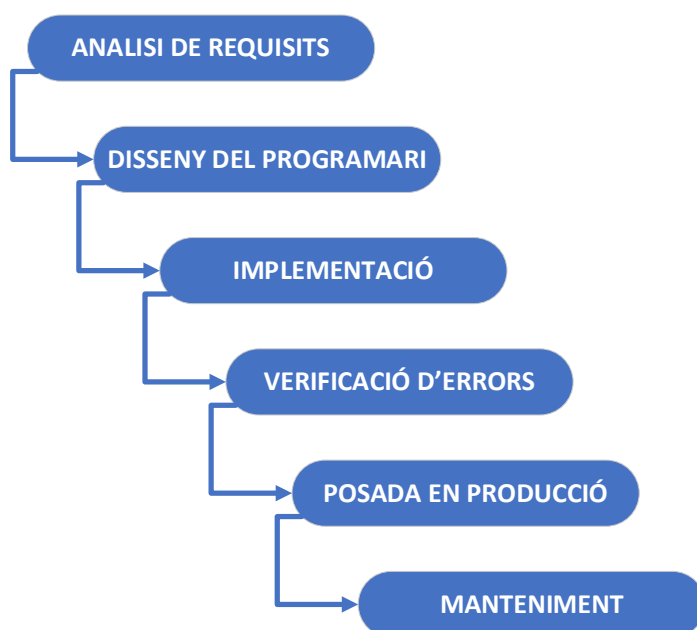 ANALISI DE REQUISITS
DISSENY DEL PROGRAMARI
IMPLEMENTACIÓ
VERIFICACIÓ D’ERRORS
POSADA EN PRODUCCIÓ
MANTENIMENT